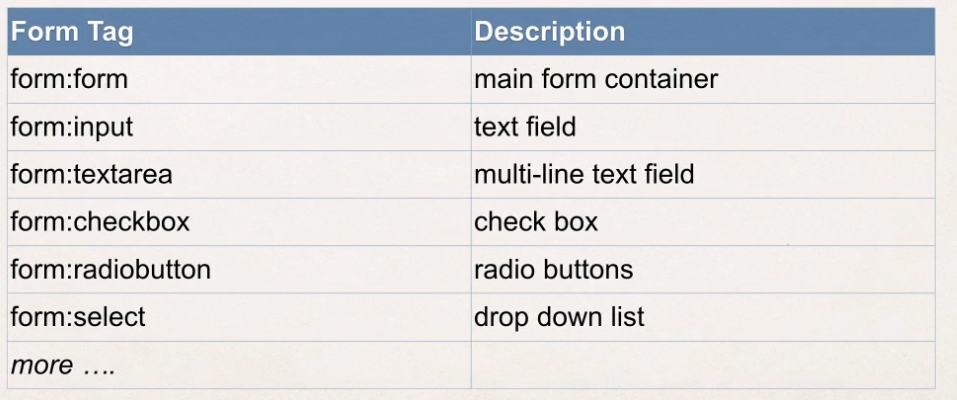 Form Tag Description
form:form main form container
form:input text field
form:textarea multi-line text field
form:checkbox check box
form:radiobutton radio buttons
form:select drop down list
more ….